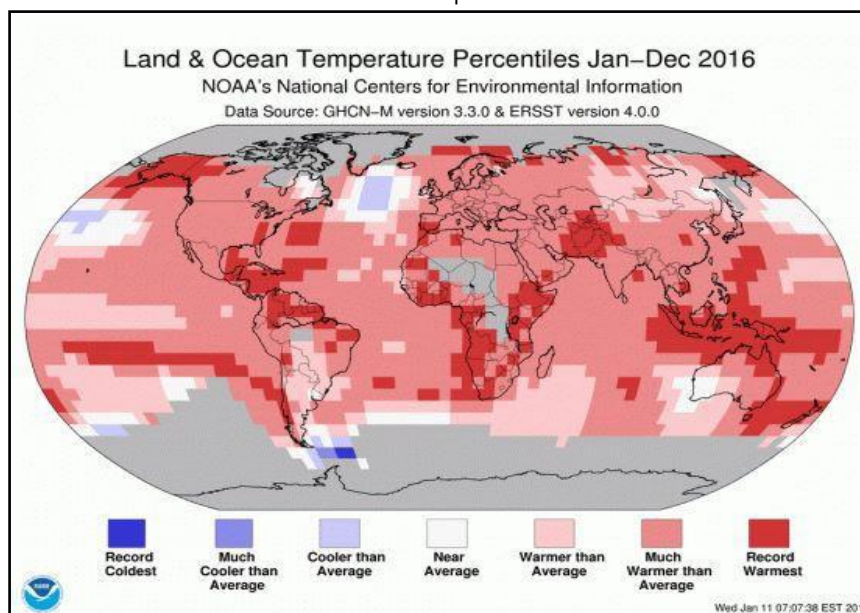 Land & Ocean Temperature Percentiles Jan–Dec 2016
NOAA's National Centers for Environmental Information
Data Source: GHCN–M version 3.3.0 & ERSST version 4.0.0
Record
Coldest
Much
Cooler than
Average
Cooler than
Average
Near
Average
Warmer than
Average
Much
Warmer than
Average
Record
Warmest
Wed Jan 11 07:07:38 EST 20